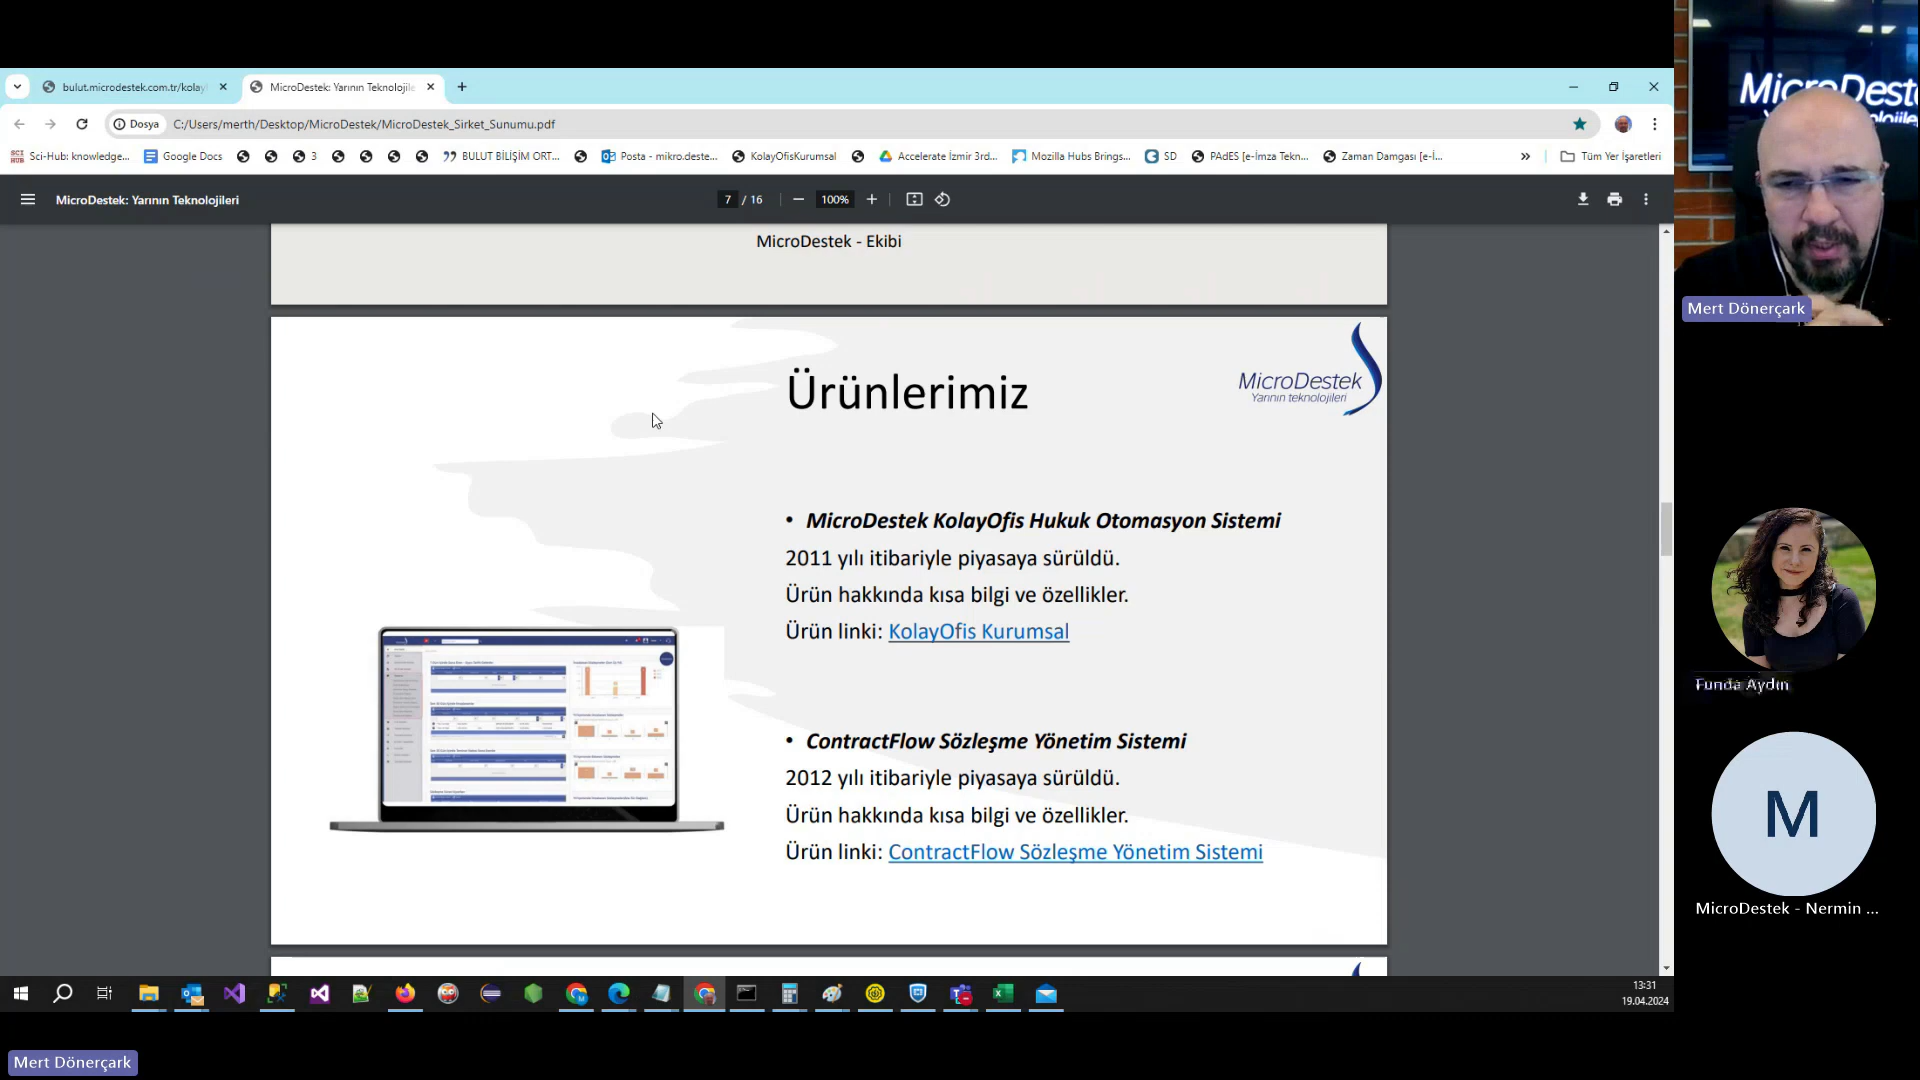 bulut.microdestek.com.tr/kolay
MicroDestek: Yarının Teknolojile
Dosya
C:/Users/merth/Desktop/MicroDestek/MicroDestek_Sirket_Sunumu.pdf
Sci-Hub: knowledge...
Google Docs
3
BULUT BİLİŞİM ORT...
Posta - mikro.deste...
KolayOfisKurumsal
Accelerate İzmir 3rd...
Mozilla Hubs Brings...
SD
PAdES [e-İmza Tekn...
Zaman Damgası [e-İ...
Tüm Yer İşaretleri
MicroDestek: Yarının Teknolojileri
7 / 16
100%
MicroDestek - Ekibi
Ürünlerimiz
MicroDestek
Yarının teknolojileri
• MicroDestek KolayOfis Hukuk Otomasyon Sistemi
2011 yılı itibariyle piyasaya sürüldü.
Ürün hakkında kısa bilgi ve özellikler.
Ürün linki: KolayOfis Kurumsal
• ContractFlow Sözleşme Yönetim Sistemi
2012 yılı itibariyle piyasaya sürüldü.
Ürün hakkında kısa bilgi ve özellikler.
Ürün linki: ContractFlow Sözleşme Yönetim Sistemi
13:31
19.04.2024
Mert Dönerçark
MicroDest
Mert Dönerçark
Funda Aydın
M
MicroDestek - Nermin ...